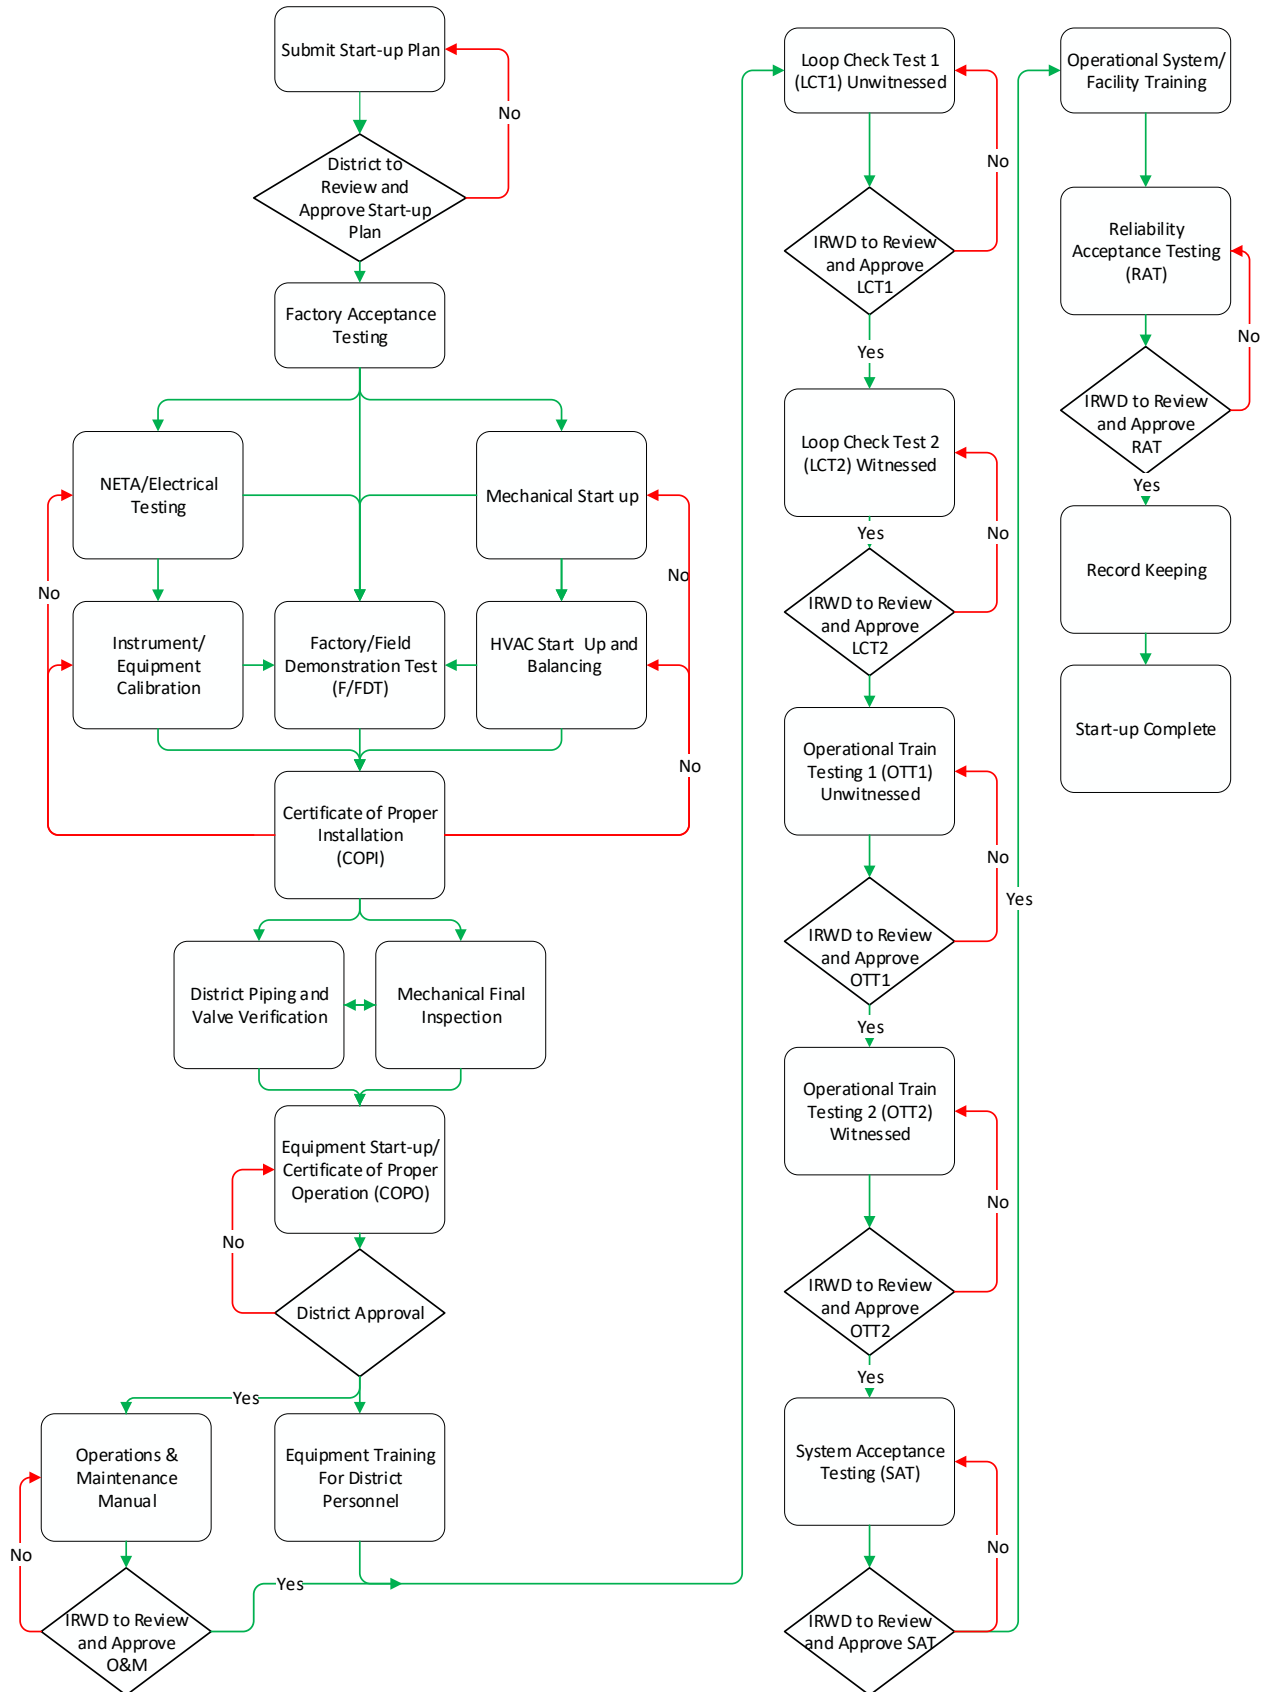 Submit Start-up Plan
No
District to
Review and
Approve Start-up
Plan
Factory Acceptance
Testing
NETA/Electrical
Testing
Mechanical Start up
No
No
Instrument/
Equipment
Calibration
Factory/Field
Demonstration Test
(F/FDT)
HVAC Start  Up and
Balancing
No
Certificate of Proper
Installation
(COPI)
District Piping and
Valve Verification
Mechanical Final
Inspection
Equipment Start-up/
Certificate of Proper
Operation (COPO)
No
District Approval
Yes
Operations &
Maintenance
Manual
Equipment Training
For District
Personnel
No
Yes
IRWD to Review
and Approve
O&M
Loop Check Test 1
(LCT1) Unwitnessed
No
IRWD to Review
and Approve
LCT1
Yes
Loop Check Test 2
(LCT2) Witnessed
Yes
No
IRWD to Review
and Approve
LCT2
Operational Train
Testing 1 (OTT1)
Unwitnessed
No
IRWD to Review
and Approve
OTT1
Yes
Operational Train
Testing 2 (OTT2)
Witnessed
No
IRWD to Review
and Approve
OTT2
Yes
System Acceptance
Testing (SAT)
No
IRWD to Review
and Approve SAT
Yes
Operational System/
Facility Training
Reliability
Acceptance Testing
(RAT)
No
IRWD to Review
and Approve
RAT
Yes
Record Keeping
Start-up Complete